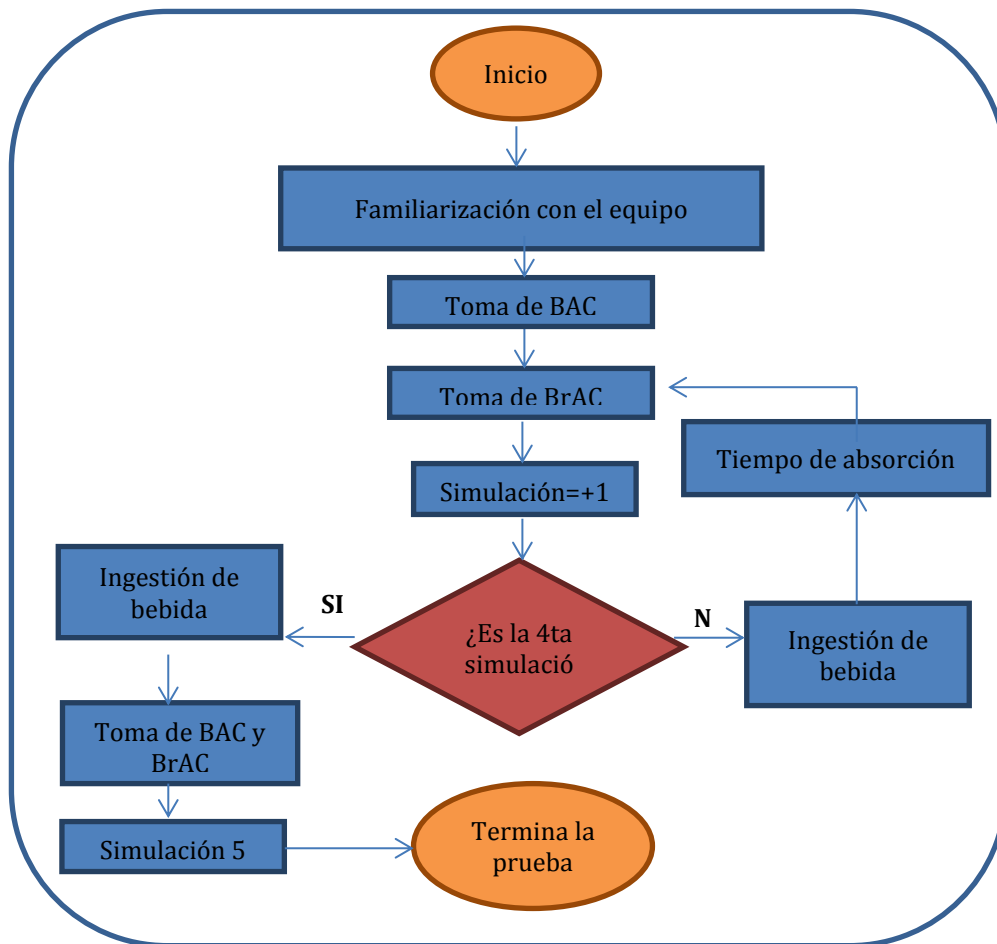 Inicio
Familiarización con el equipo
Toma de BAC
Toma de BrAC
Tiempo de absorción
Simulación=+1
Ingestión de
bebida
SI
¿Es la 4ta
simulació
N
Ingestión de
bebida
Toma de BAC y
BrAC
Simulación 5
Termina la
prueba